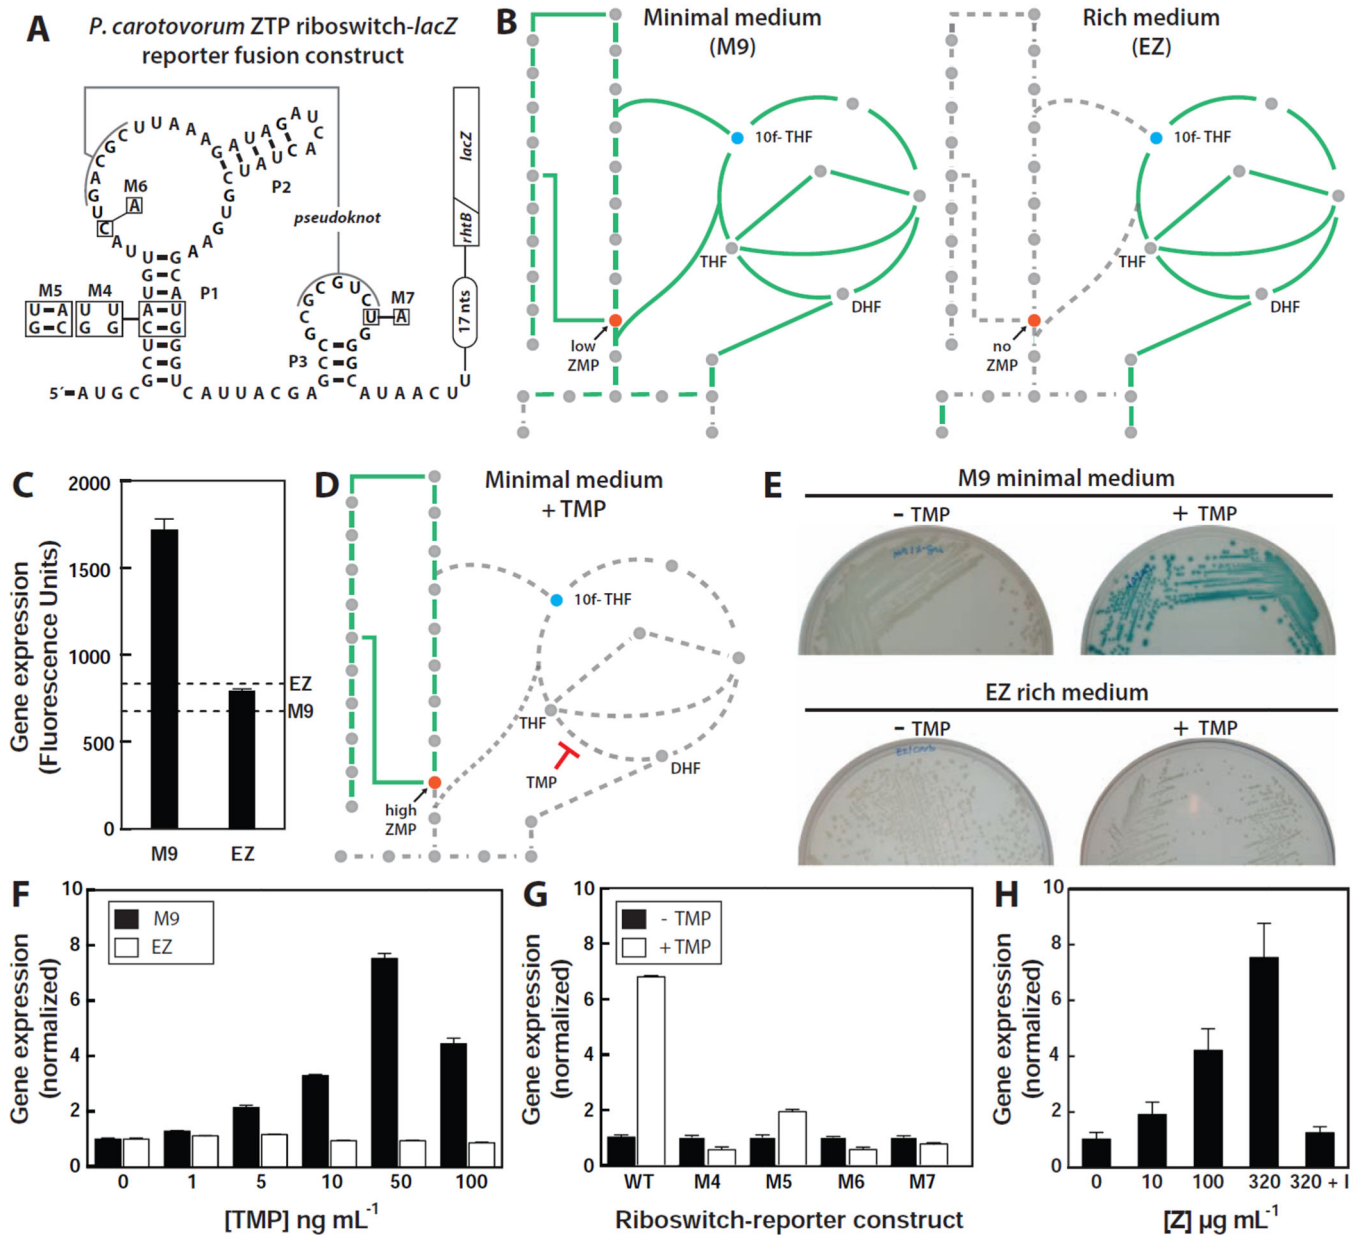 A
P. carotovorum ZTP riboswitch-lacZ
reporter fusion construct
M6
A
P2
pseudoknot
M5
M4
U-A
U U
G-C
G G
P1
P3
M7
U-A
rhtB
lacZ
17 nts
5´-AUGC
CAUUACGA
AUAACUU
B
Minimal medium
(M9)
10f-THF
THF
DHF
low
ZMP
Rich medium
(EZ)
10f-THF
THF
DHF
no
ZMP
C
Gene expression
(Fluorescence Units)
2000
1500
1000
500
0
EZ
M9
M9
EZ
D
Minimal medium
+ TMP
10f-THF
THF
TMP
DHF
high
ZMP
E
M9 minimal medium
- TMP
+ TMP
EZ rich medium
- TMP
+ TMP
F
Gene expression
(normalized)
10
8
6
4
2
0
M9
EZ
0 1 5 10 50 100
[TMP] ng mL-1
G
Gene expression
(normalized)
10
8
6
4
2
0
- TMP
+ TMP
WT M4 M5 M6 M7
Riboswitch-reporter construct
H
Gene expression
(normalized)
10
8
6
4
2
0
0 10 100 320 320 + I
[Z] µg mL-1